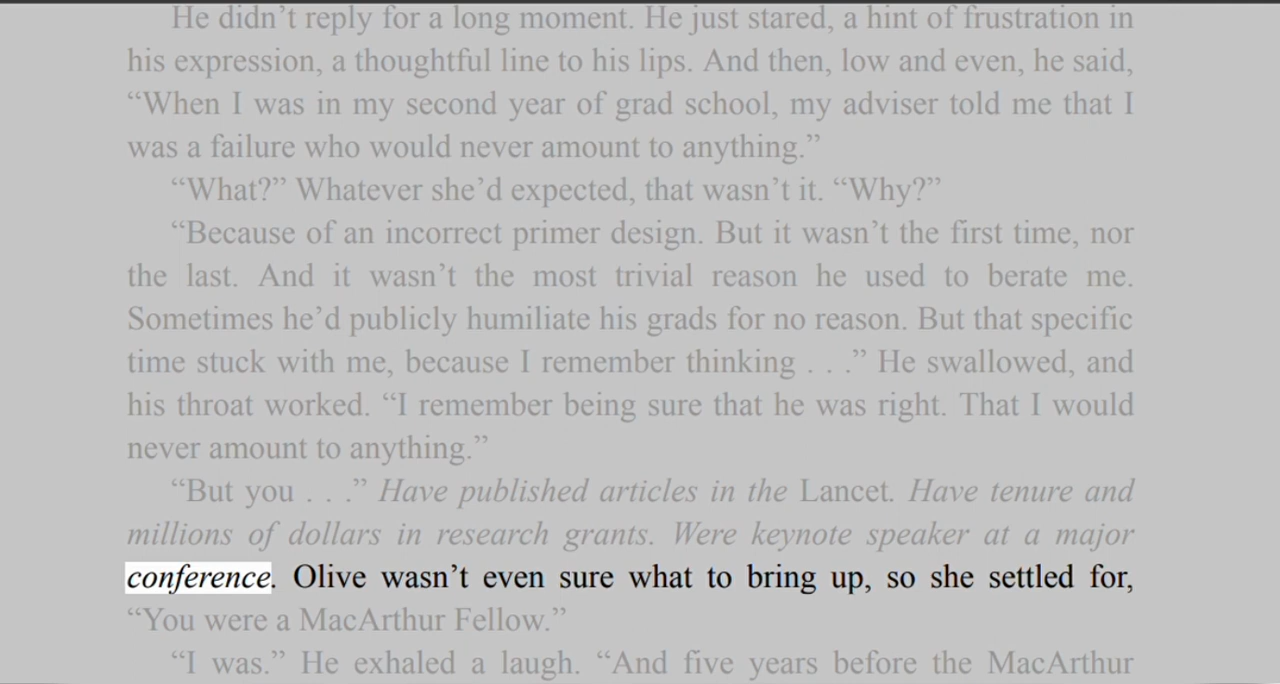 He didn’t reply for a long moment. He just stared, a hint of frustration in
his expression, a thoughtful line to his lips. And then, low and even, he said,
“When I was in my second year of grad school, my adviser told me that I
was a failure who would never amount to anything.”
“What?” Whatever she’d expected, that wasn’t it. “Why?”
“Because of an incorrect primer design. But it wasn’t the first time, nor
the last. And it wasn’t the most trivial reason he used to berate me.
Sometimes he’d publicly humiliate his grads for no reason. But that specific
time stuck with me, because I remember thinking . . .” He swallowed, and
his throat worked. “I remember being sure that he was right. That I would
never amount to anything.”
“But you . . .” Have published articles in the Lancet. Have tenure and
millions of dollars in research grants. Were keynote speaker at a major
conference. Olive wasn’t even sure what to bring up, so she settled for,
“You were a MacArthur Fellow.”
“I was.” He exhaled a laugh. “And five years before the MacArthur